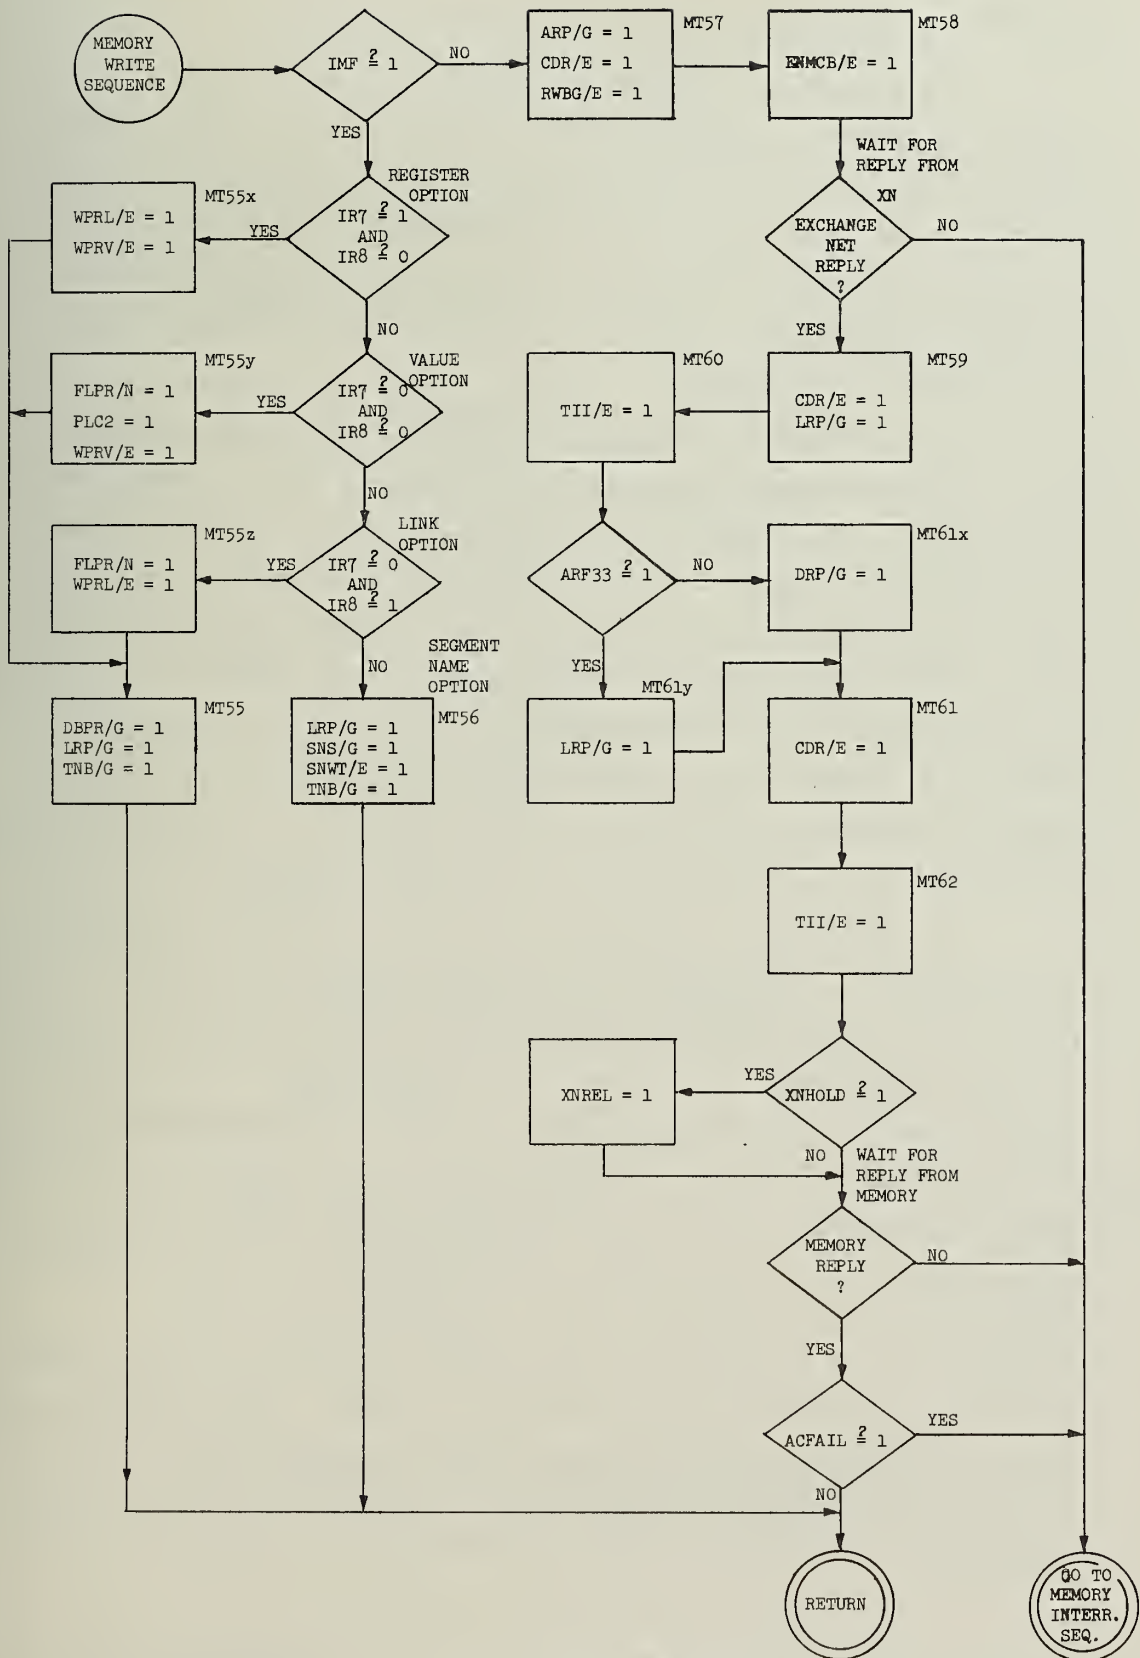 MEMORY
WRITE
SEQUENCE
IMF ≟ 1
NO
YES
MT57
ARP/G = 1
CDR/E = 1
RWBG/E = 1
MT58
ENMCB/E = 1
WAIT FOR
REPLY FROM
XN
REGISTER
OPTION
IR7 ≟ 1
AND
IR8 ≟ 0
YES
NO
MT55x
WPRL/E = 1
WPRV/E = 1
EXCHANGE
NET
REPLY
?
NO
YES
VALUE
OPTION
IR7 ≟ 0
AND
IR8 ≟ 0
YES
NO
MT55y
FLPR/N = 1
PLC2 = 1
WPRV/E = 1
MT60
TII/E = 1
MT59
CDR/E = 1
LRP/G = 1
LINK
OPTION
IR7 ≟ 0
AND
IR8 ≟ 1
YES
NO
MT55z
FLPR/N = 1
WPRL/E = 1
ARF33 ≟ 1
NO
YES
MT61x
DRP/G = 1
SEGMENT
NAME
OPTION
MT55
DBPR/G = 1
LRP/G = 1
TNB/G = 1
MT56
LRP/G = 1
SNS/G = 1
SNWT/E = 1
TNB/G = 1
MT61y
LRP/G = 1
MT61
CDR/E = 1
MT62
TII/E = 1
XNHOLD ≟ 1
YES
NO
XNREL = 1
WAIT FOR
REPLY FROM
MEMORY
MEMORY
REPLY
?
NO
YES
ACFAIL ≟ 1
YES
NO
RETURN
GO TO
MEMORY
INTERR.
SEQ.